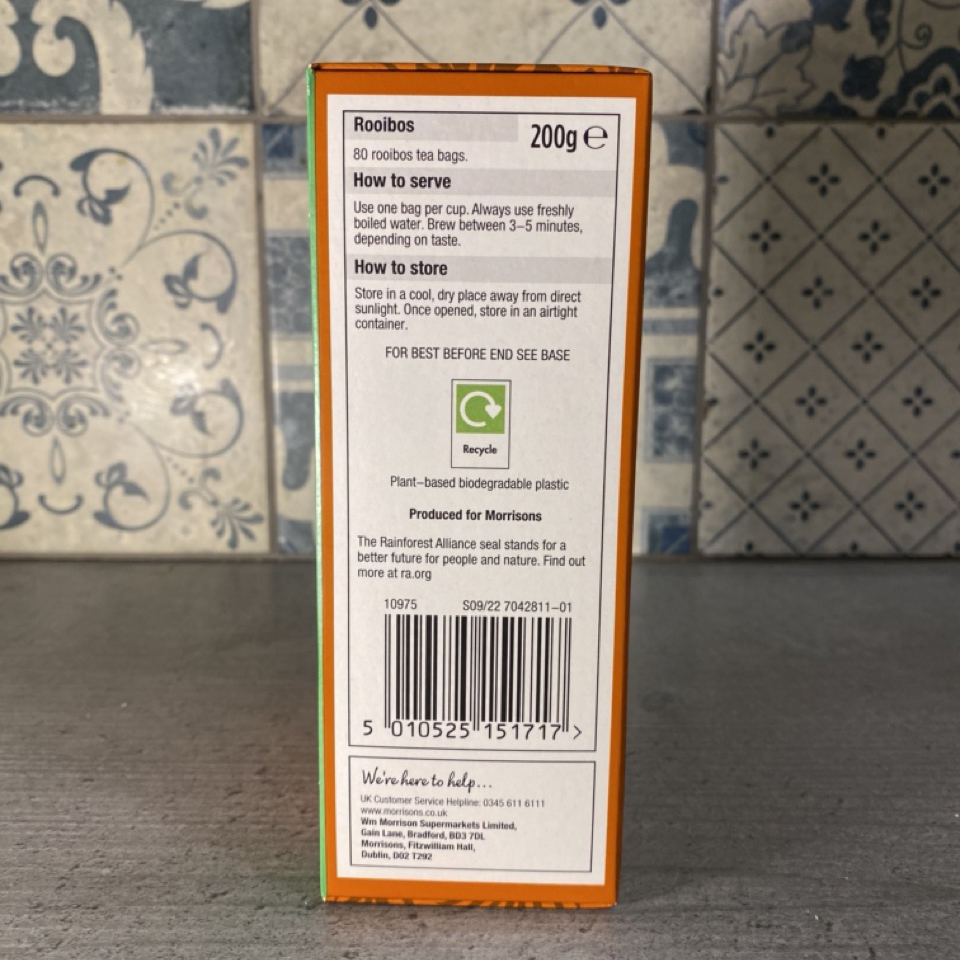 Rooibos
200g ℮
80 rooibos tea bags.
How to serve
Use one bag per cup. Always use freshly
boiled water. Brew between 3–5 minutes,
depending on taste.
How to store
Store in a cool, dry place away from direct
sunlight. Once opened, store in an airtight
container.
FOR BEST BEFORE END SEE BASE
Recycle
Plant–based biodegradable plastic
Produced for Morrisons
The Rainforest Alliance seal stands for a
better future for people and nature. Find out
more at ra.org
10975 S09/22 7042811–01
5 010525 151717 >
We're here to help...
UK Customer Service Helpline: 0345 611 6111
www.morrisons.co.uk
Wm Morrison Supermarkets Limited,
Gain Lane, Bradford, BD3 7DL
Morrisons, Fitzwilliam Hall,
Dublin, D02 T292